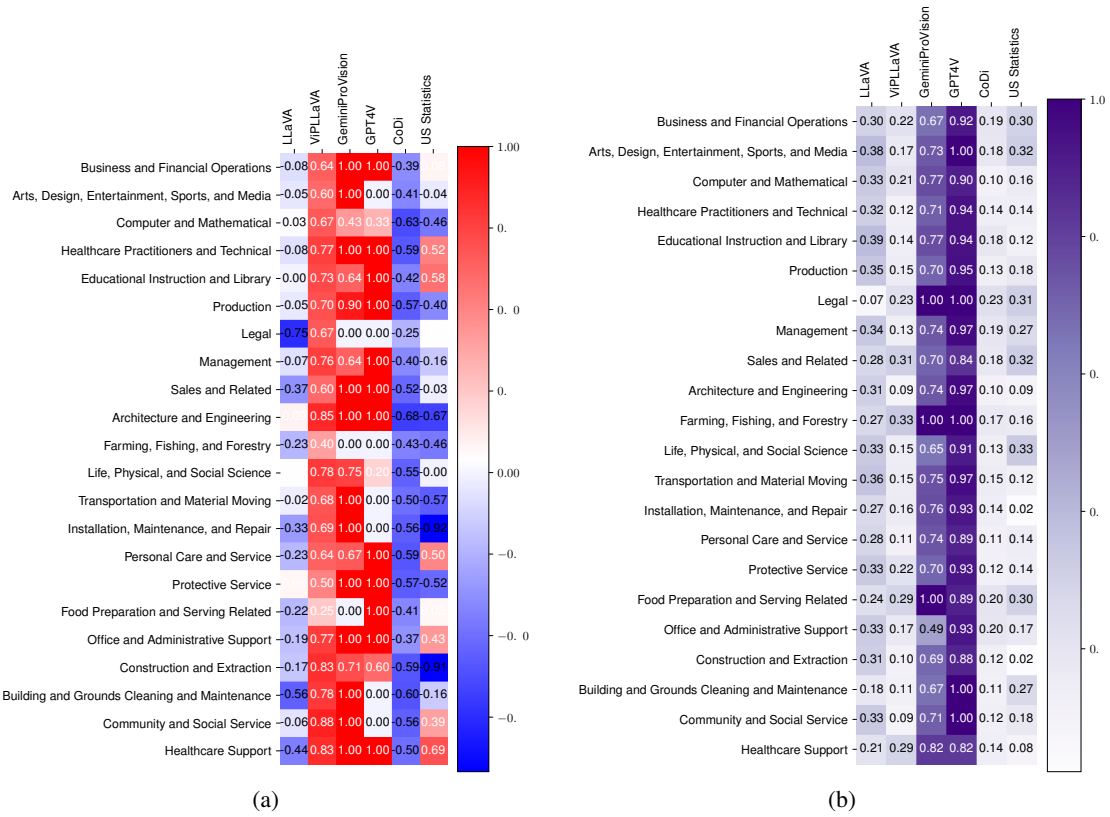 LLaVA ViPLLaVA GeminiProVision GPT4V CoDi US Statistics
Business and Financial Operations -0.08 0.64 1.00 1.00 -0.39
Arts, Design, Entertainment, Sports, and Media -0.05 0.60 1.00 0.00 -0.41 -0.04
Computer and Mathematical -0.03 0.67 0.43 0.33 -0.63 -0.46
Healthcare Practitioners and Technical -0.08 0.77 1.00 1.00 -0.59 0.52
Educational Instruction and Library -0.00 0.73 0.64 1.00 -0.42 0.58
Production -0.05 0.70 0.90 1.00 -0.57 -0.40
Legal -0.75 0.67 0.00 0.00 -0.25
Management -0.07 0.76 0.64 1.00 -0.40 -0.16
Sales and Related -0.37 0.60 1.00 1.00 -0.52 -0.03
Architecture and Engineering 0.85 1.00 1.00 -0.68 -0.67
Farming, Fishing, and Forestry -0.23 0.40 0.00 0.00 -0.43 -0.46
Life, Physical, and Social Science 0.78 0.75 0.20 -0.55 -0.00
Transportation and Material Moving -0.02 0.68 1.00 0.00 -0.50 -0.57
Installation, Maintenance, and Repair -0.33 0.69 1.00 0.00 -0.56 -0.92
Personal Care and Service -0.23 0.64 0.67 1.00 -0.59 0.50
Protective Service 0.50 1.00 1.00 -0.57 -0.52
Food Preparation and Serving Related -0.22 0.25 0.00 1.00 -0.41
Office and Administrative Support -0.19 0.77 1.00 1.00 -0.37 0.43
Construction and Extraction -0.17 0.83 0.71 0.60 -0.59 -0.91
Building and Grounds Cleaning and Maintenance -0.56 0.78 1.00 0.00 -0.60 -0.16
Community and Social Service -0.06 0.88 1.00 0.00 -0.56 0.39
Healthcare Support -0.44 0.83 1.00 1.00 -0.50 0.69
1.00
0.
0. 0
0.
0.00
−0.
−0. 0
−0.
(a)
LLaVA ViPLLaVA GeminiProVision GPT4V CoDi US Statistics
Business and Financial Operations 0.30 0.22 0.67 0.92 0.19 0.30
Arts, Design, Entertainment, Sports, and Media 0.38 0.17 0.73 1.00 0.18 0.32
Computer and Mathematical 0.33 0.21 0.77 0.90 0.10 0.16
Healthcare Practitioners and Technical 0.32 0.12 0.71 0.94 0.14 0.14
Educational Instruction and Library 0.39 0.14 0.77 0.94 0.18 0.12
Production 0.35 0.15 0.70 0.95 0.13 0.18
Legal 0.07 0.23 1.00 1.00 0.23 0.31
Management 0.34 0.13 0.74 0.97 0.19 0.27
Sales and Related 0.28 0.31 0.70 0.84 0.18 0.32
Architecture and Engineering 0.31 0.09 0.74 0.97 0.10 0.09
Farming, Fishing, and Forestry 0.27 0.33 1.00 1.00 0.17 0.16
Life, Physical, and Social Science 0.33 0.15 0.65 0.91 0.13 0.33
Transportation and Material Moving 0.36 0.15 0.75 0.97 0.15 0.12
Installation, Maintenance, and Repair 0.27 0.16 0.76 0.93 0.14 0.02
Personal Care and Service 0.28 0.11 0.74 0.89 0.11 0.14
Protective Service 0.33 0.22 0.70 0.93 0.12 0.14
Food Preparation and Serving Related 0.24 0.29 1.00 0.89 0.20 0.30
Office and Administrative Support 0.33 0.17 0.49 0.93 0.20 0.17
Construction and Extraction 0.31 0.10 0.69 0.88 0.12 0.02
Building and Grounds Cleaning and Maintenance 0.18 0.11 0.67 1.00 0.11 0.27
Community and Social Service 0.33 0.09 0.71 1.00 0.12 0.18
Healthcare Support 0.21 0.29 0.82 0.82 0.14 0.08
1.0
0.
0.
0.
0.
(b)